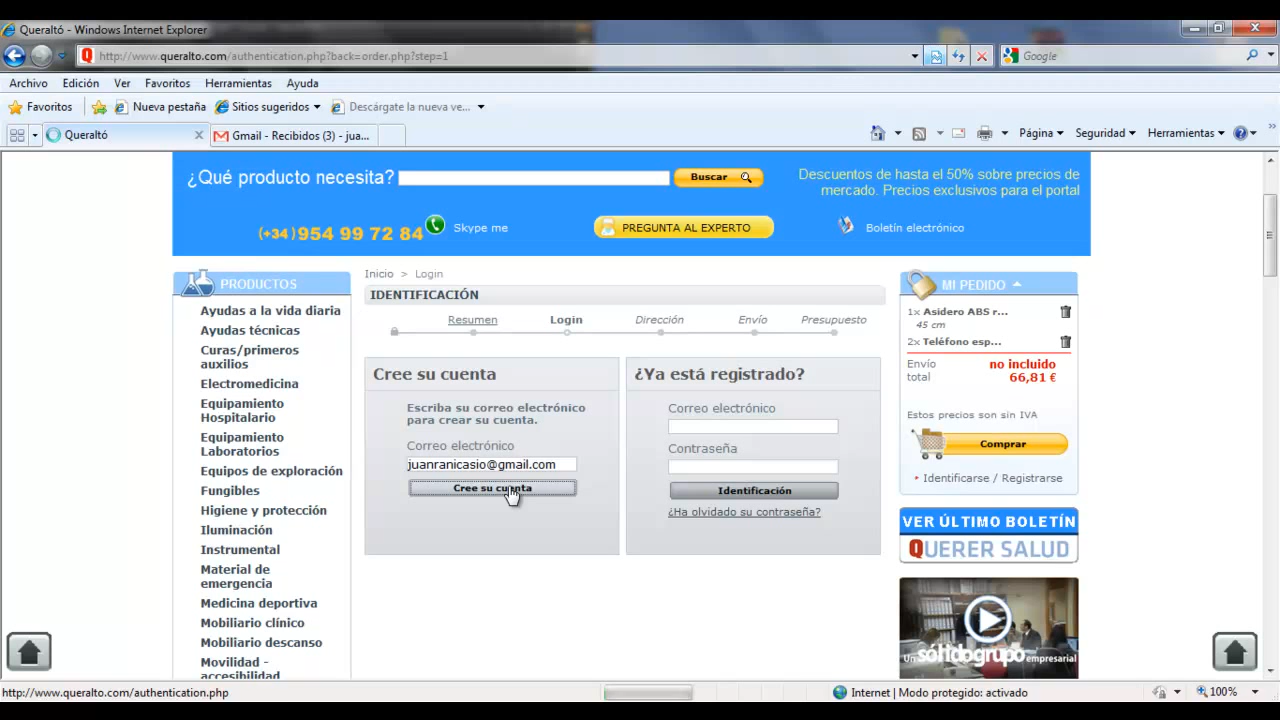 Queraltó - Windows Internet Explorer
http://www.queralto.com/authentication.php?back=order.php?step=1
Google
Archivo Edición Ver Favoritos Herramientas Ayuda
Favoritos Nueva pestaña Sitios sugeridos Descárgate la nueva ve...
Queraltó Gmail - Recibidos (3) - jua... Página Seguridad Herramientas
¿Qué producto necesita? Buscar
Descuentos de hasta el 50% sobre precios de
mercado. Precios exclusivos para el portal
(+34) 954 99 72 84 Skype me PREGUNTA AL EXPERTO Boletín electrónico
PRODUCTOS
Ayudas a la vida diaria
Ayudas técnicas
Curas/primeros
auxilios
Electromedicina
Equipamiento
Hospitalario
Equipamiento
Laboratorios
Equipos de exploración
Fungibles
Higiene y protección
Iluminación
Instrumental
Material de
emergencia
Medicina deportiva
Mobiliario clínico
Mobiliario descanso
Movilidad -
accesibilidad
Inicio > Login
IDENTIFICACIÓN
Resumen Login Dirección Envío Presupuesto
Cree su cuenta
Escriba su correo electrónico
para crear su cuenta.
Correo electrónico
juanranicasio@gmail.com
Cree su cuenta
¿Ya está registrado?
Correo electrónico
Contraseña
Identificación
¿Ha olvidado su contraseña?
MI PEDIDO
1x Asidero ABS r...
45 cm
2x Teléfono esp...
Envío no incluido
total 66,81 €
Estos precios son sin IVA
Comprar
Identificarse / Registrarse
VER ÚLTIMO BOLETÍN
QUERER SALUD
Un sólidogrupo empresarial
http://www.queralto.com/authentication.php
Internet | Modo protegido: activado
100%